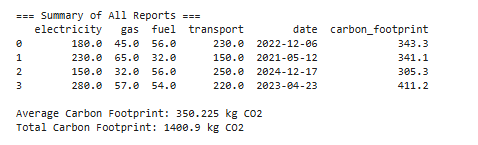 === Summary of All Reports ===
electricity gas fuel transport date carbon_footprint
0 180.0 45.0 56.0 230.0 2022-12-06 343.3
1 230.0 65.0 32.0 150.0 2021-05-12 341.1
2 150.0 32.0 56.0 250.0 2024-12-17 305.3
3 280.0 57.0 54.0 220.0 2023-04-23 411.2
Average Carbon Footprint: 350.225 kg CO2
Total Carbon Footprint: 1400.9 kg CO2